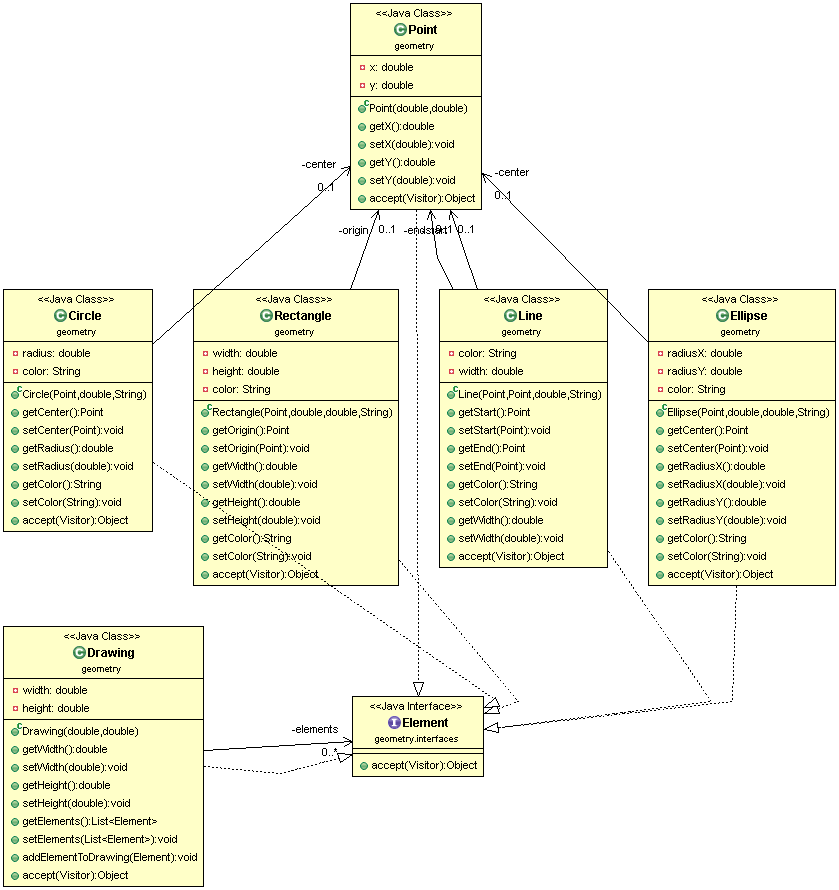 <<Java Class>>
Point
geometry
x: double
y: double
Point(double,double)
getX():double
setX(double):void
getY():double
setY(double):void
accept(Visitor):Object
-center
0..1
-center
0..1
-origin
0..1
-end
0..1
start
0..1
<<Java Class>>
Circle
geometry
radius: double
color: String
Circle(Point,double,String)
getCenter():Point
setCenter(Point):void
getRadius():double
setRadius(double):void
getColor():String
setColor(String):void
accept(Visitor):Object
<<Java Class>>
Rectangle
geometry
width: double
height: double
color: String
Rectangle(Point,double,double,String)
getOrigin():Point
setOrigin(Point):void
getWidth():double
setWidth(double):void
getHeight():double
setHeight(double):void
getColor():String
setColor(String):void
accept(Visitor):Object
<<Java Class>>
Line
geometry
color: String
width: double
Line(Point,Point,double,String)
getStart():Point
setStart(Point):void
getEnd():Point
setEnd(Point):void
getColor():String
setColor(String):void
getWidth():double
setWidth(double):void
accept(Visitor):Object
<<Java Class>>
Ellipse
geometry
radiusX: double
radiusY: double
color: String
Ellipse(Point,double,double,String)
getCenter():Point
setCenter(Point):void
getRadiusX():double
setRadiusX(double):void
getRadiusY():double
setRadiusY(double):void
getColor():String
setColor(String):void
accept(Visitor):Object
<<Java Class>>
Drawing
geometry
width: double
height: double
Drawing(double,double)
getWidth():double
setWidth(double):void
getHeight():double
setHeight(double):void
getElements():List<Element>
setElements(List<Element>):void
addElementToDrawing(Element):void
accept(Visitor):Object
-elements
0..*
<<Java Interface>>
Element
geometry.interfaces
accept(Visitor):Object